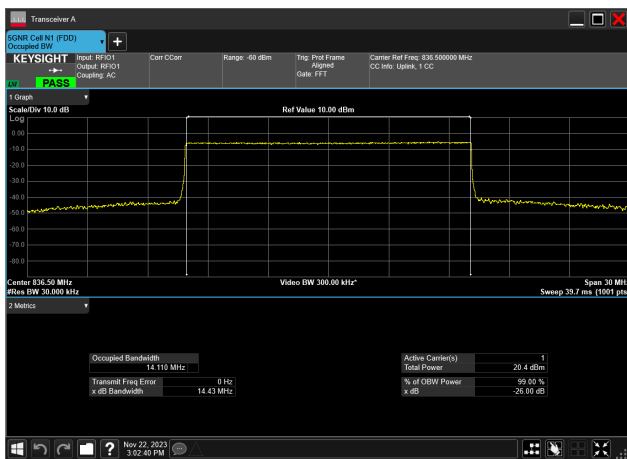 Transceiver A
5GNR Cell N1 (FDD)
Occupied BW
KEYSIGHT
Input: RFIO1
Output: RFIO1
Coupling: AC
Corr CCorr
Range: -60 dBm
Trig: Prot Frame
Aligned
Gate: FFT
Carrier Ref Freq: 836.500000 MHz
CC Info: Uplink, 1 CC
PASS
1 Graph
Scale/Div 10.0 dB
Ref Value 10.00 dBm
Log
0.00
-10.0
-20.0
-30.0
-40.0
-50.0
-60.0
-70.0
-80.0
Center 836.50 MHz
Video BW 300.00 kHz*
Span 30 MH
#Res BW 30.000 kHz
Sweep 39.7 ms (1001 pts
2 Metrics
Occupied Bandwidth
14.110 MHz
Transmit Freq Error 0 Hz
x dB Bandwidth 14.43 MHz
Active Carrier(s) 1
Total Power 20.4 dBm
% of OBW Power 99.00 %
x dB -26.00 dB
Nov 22, 2023
3:02:40 PM